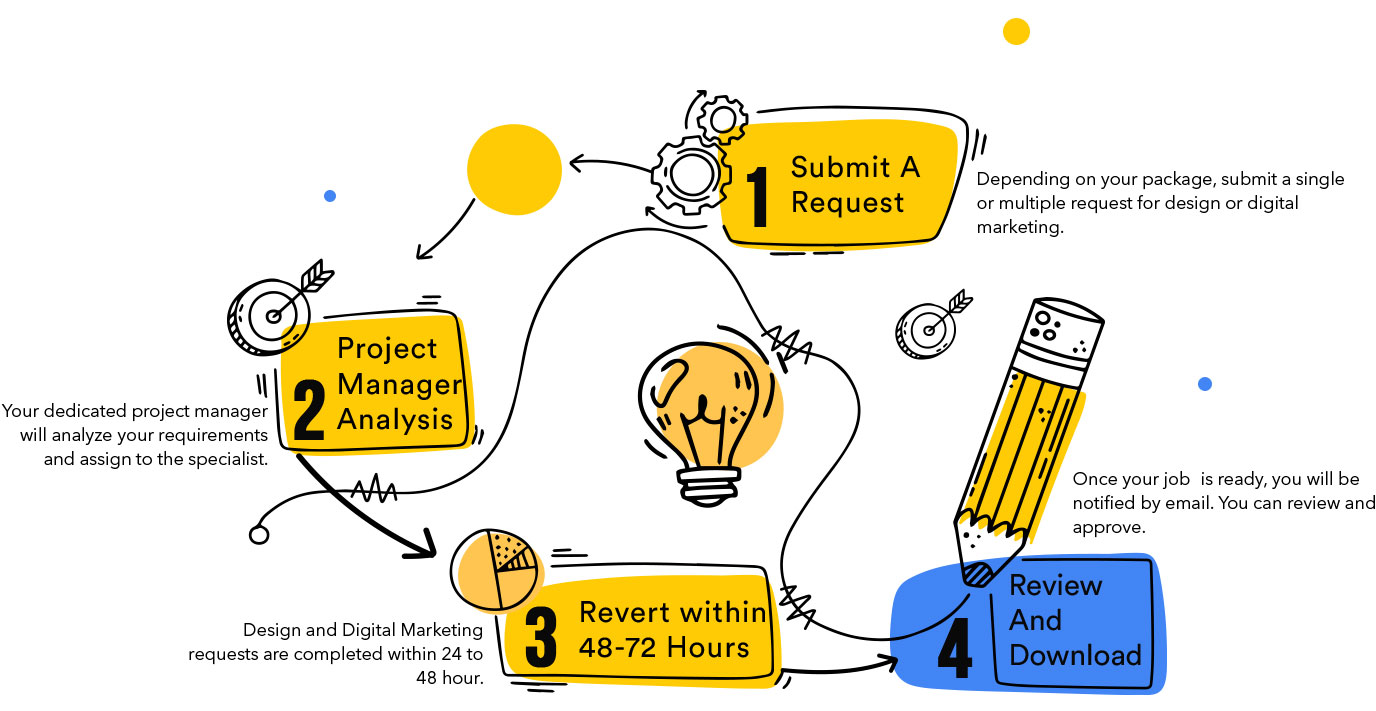 1
Submit A
Request
Depending on your package, submit a single
or multiple request for design or digital
marketing.
2
Project
Manager
Analysis
Your dedicated project manager
will analyze your requirements
and assign to the specialist.
3
Revert within
48-72 Hours
Design and Digital Marketing
requests are completed within 24 to
48 hour.
4
Review
And
Download
Once your job  is ready, you will be
notified by email. You can review and
approve.